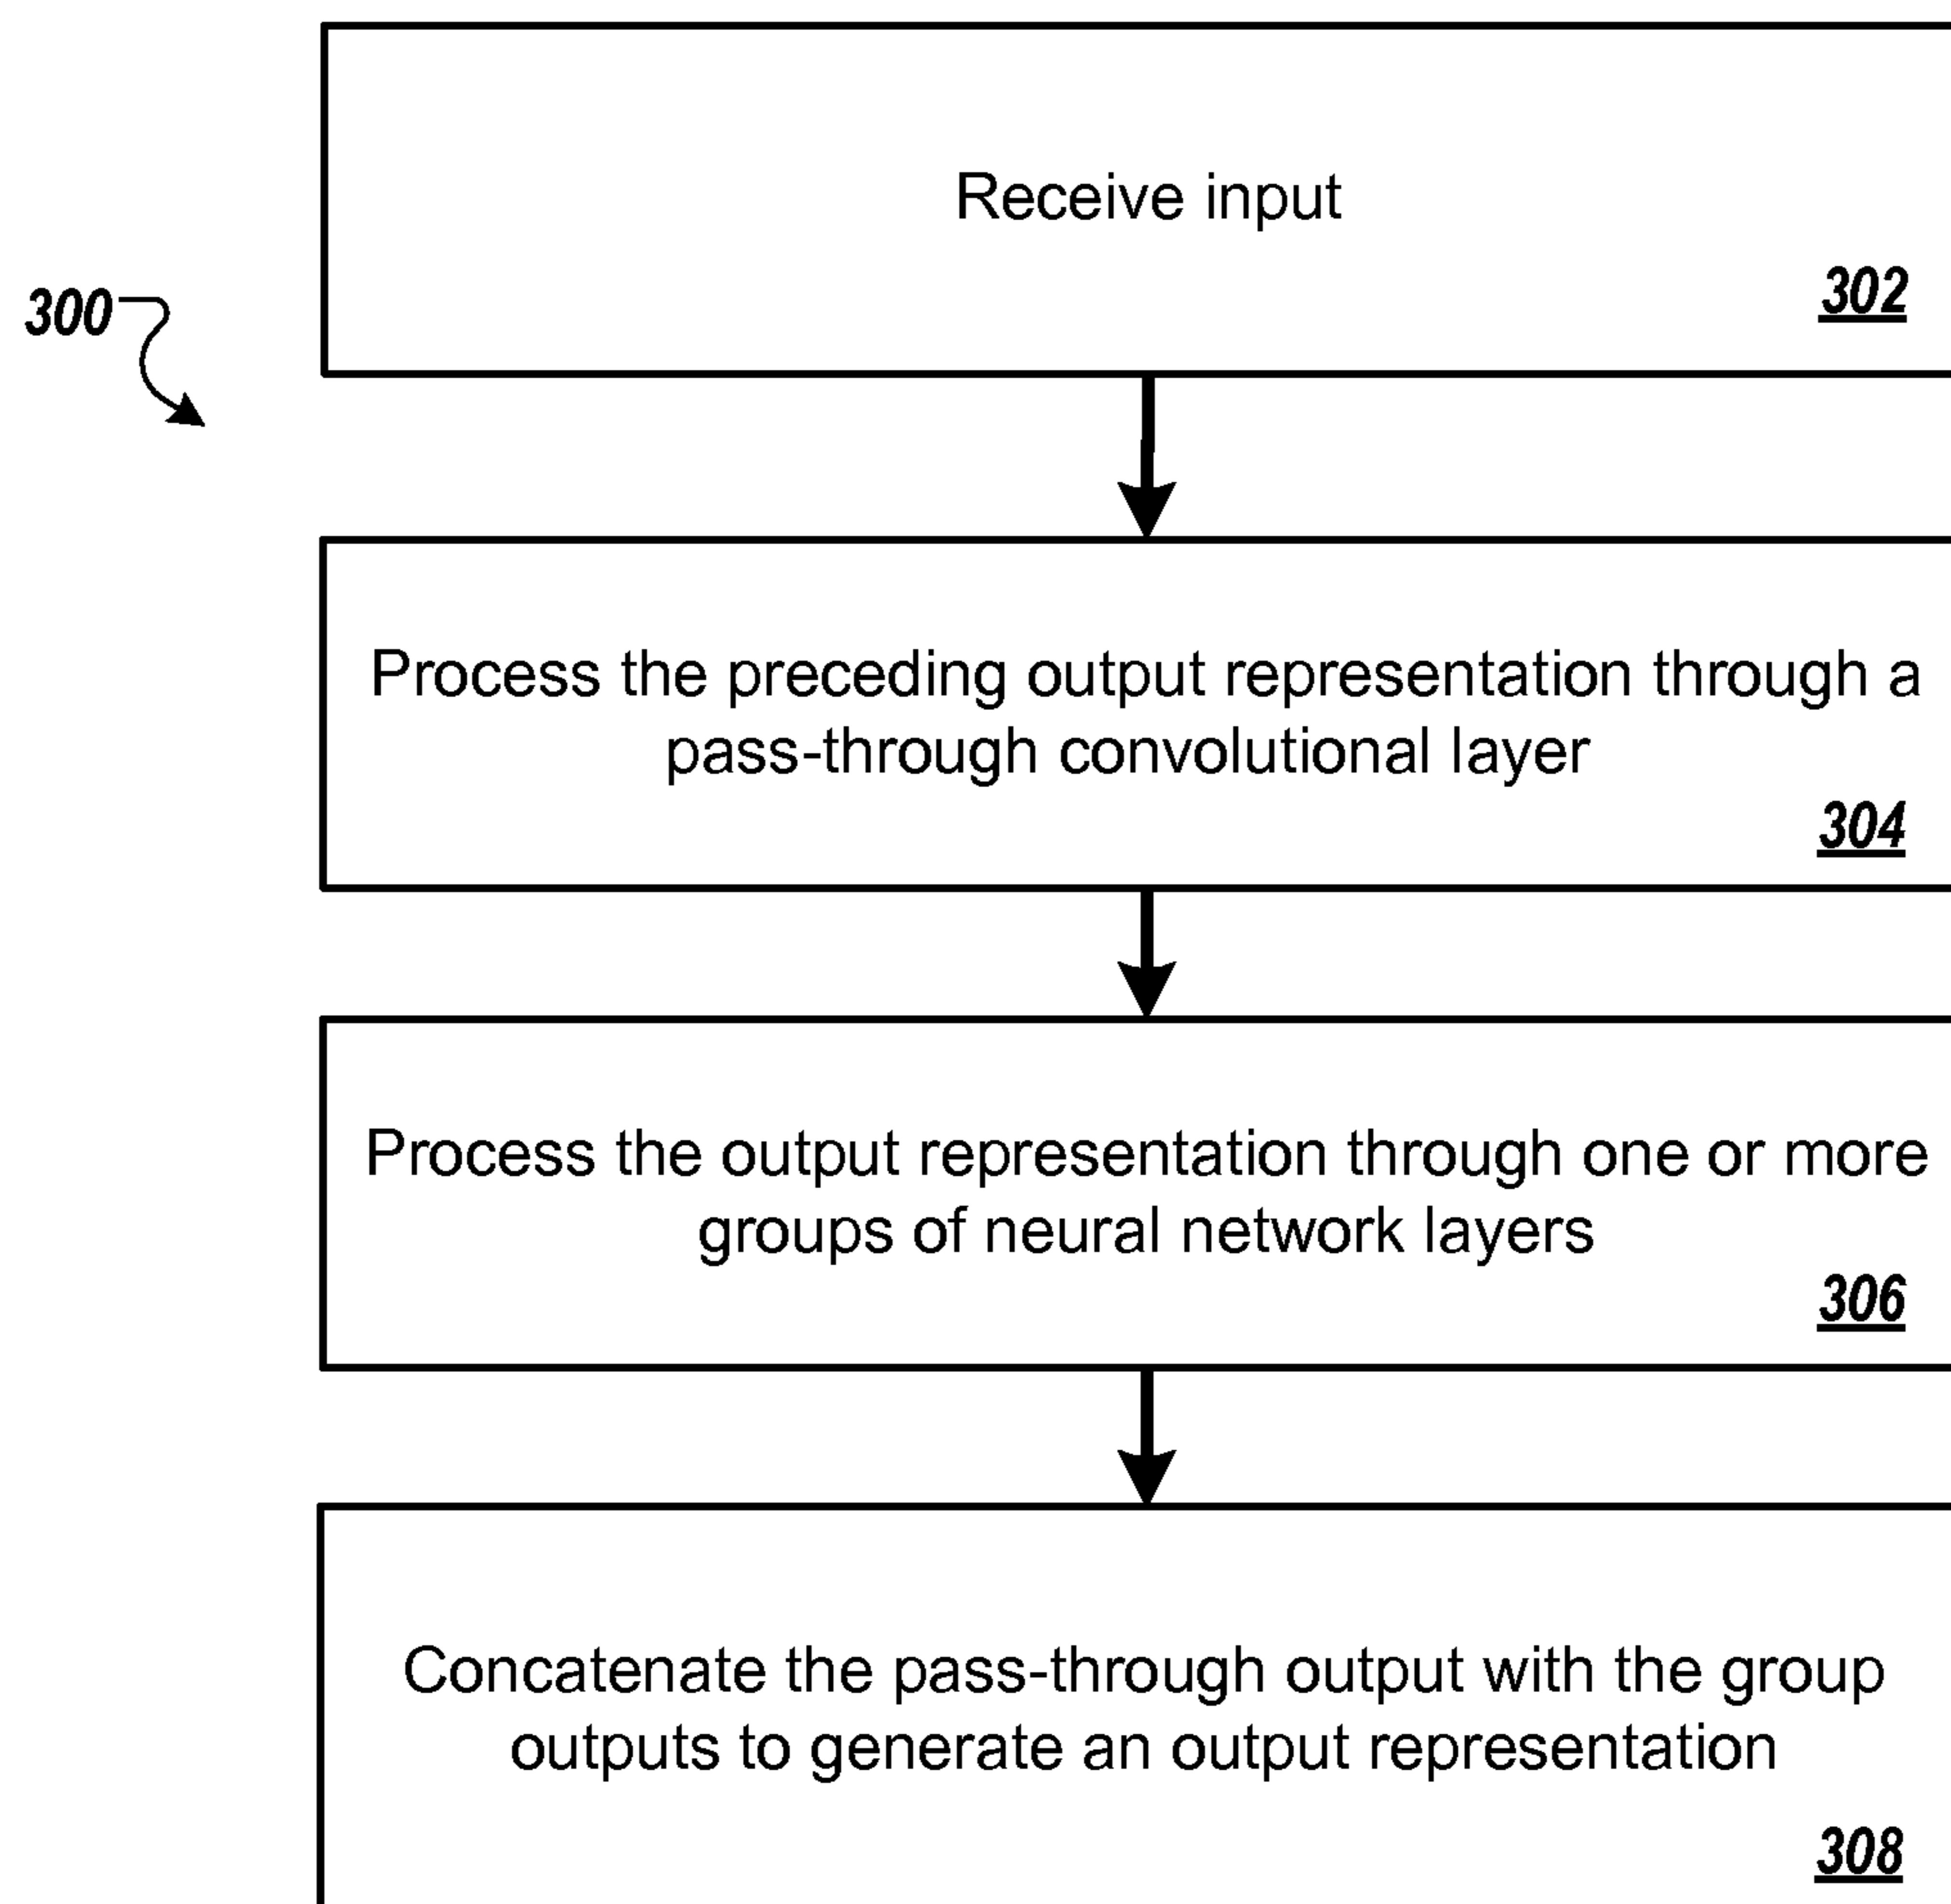 Receive input
302
300
Process the preceding output representation through a
pass-through convolutional layer
304
Process the output representation through one or more
groups of neural network layers
306
Concatenate the pass-through output with the group
outputs to generate an output representation
308